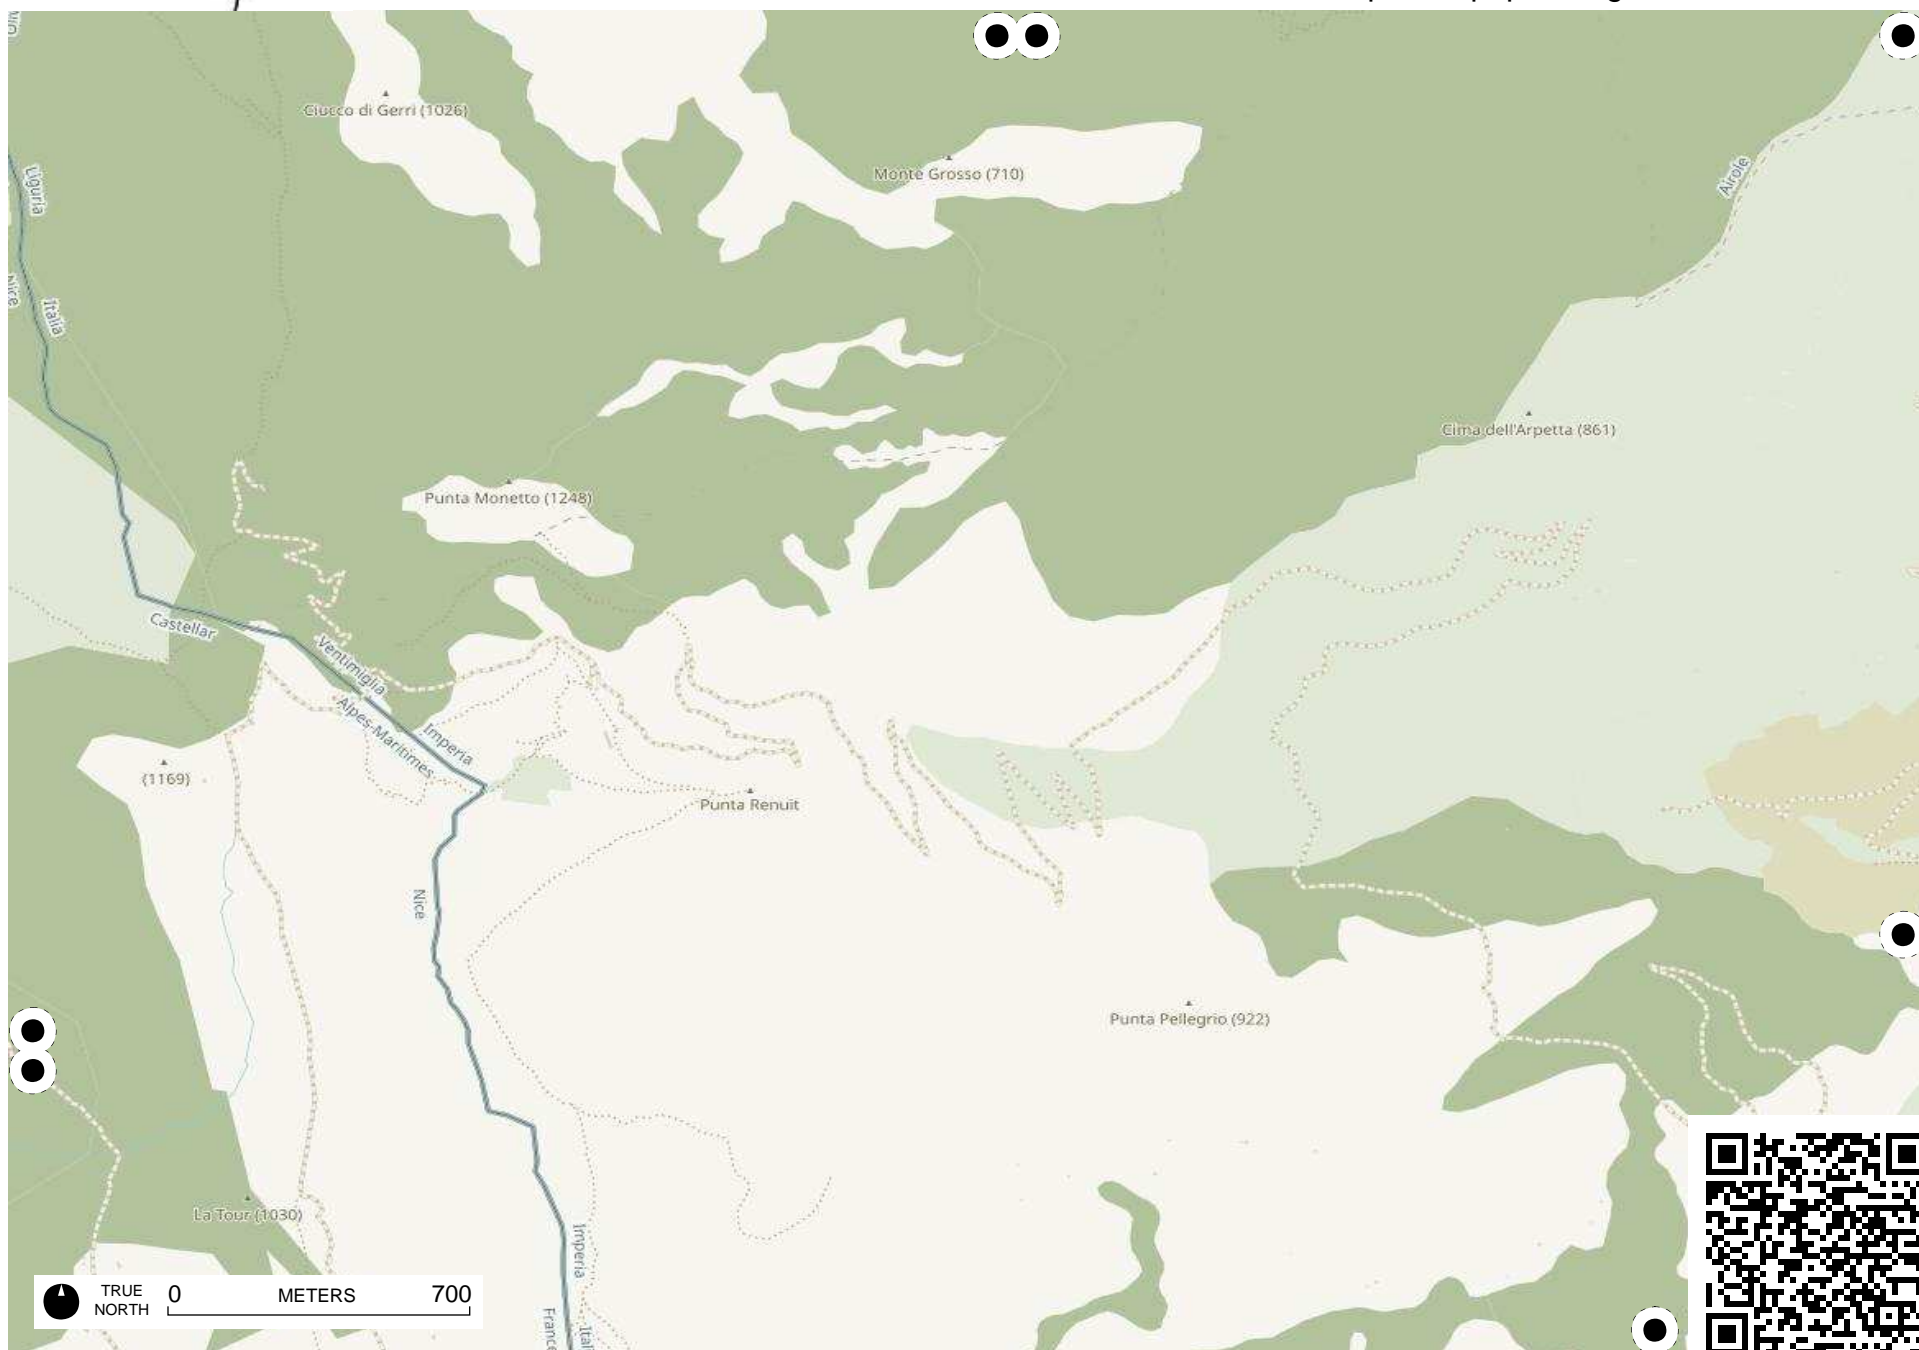 Ciucco di Gerri (1026)
Monte Grosso (710)
Airole
Liguria
Nice
Italia
Cima dell'Arpetta (861)
Punta Monetto (1248)
Castellar
Ventimiglia
Alpes-Maritimes
Imperia
(1169)
Punta Renuit
Nice
Punta Pellegrio (922)
La Tour (1030)
Imperia
France
Ital
TRUE
NORTH
0 METERS 700